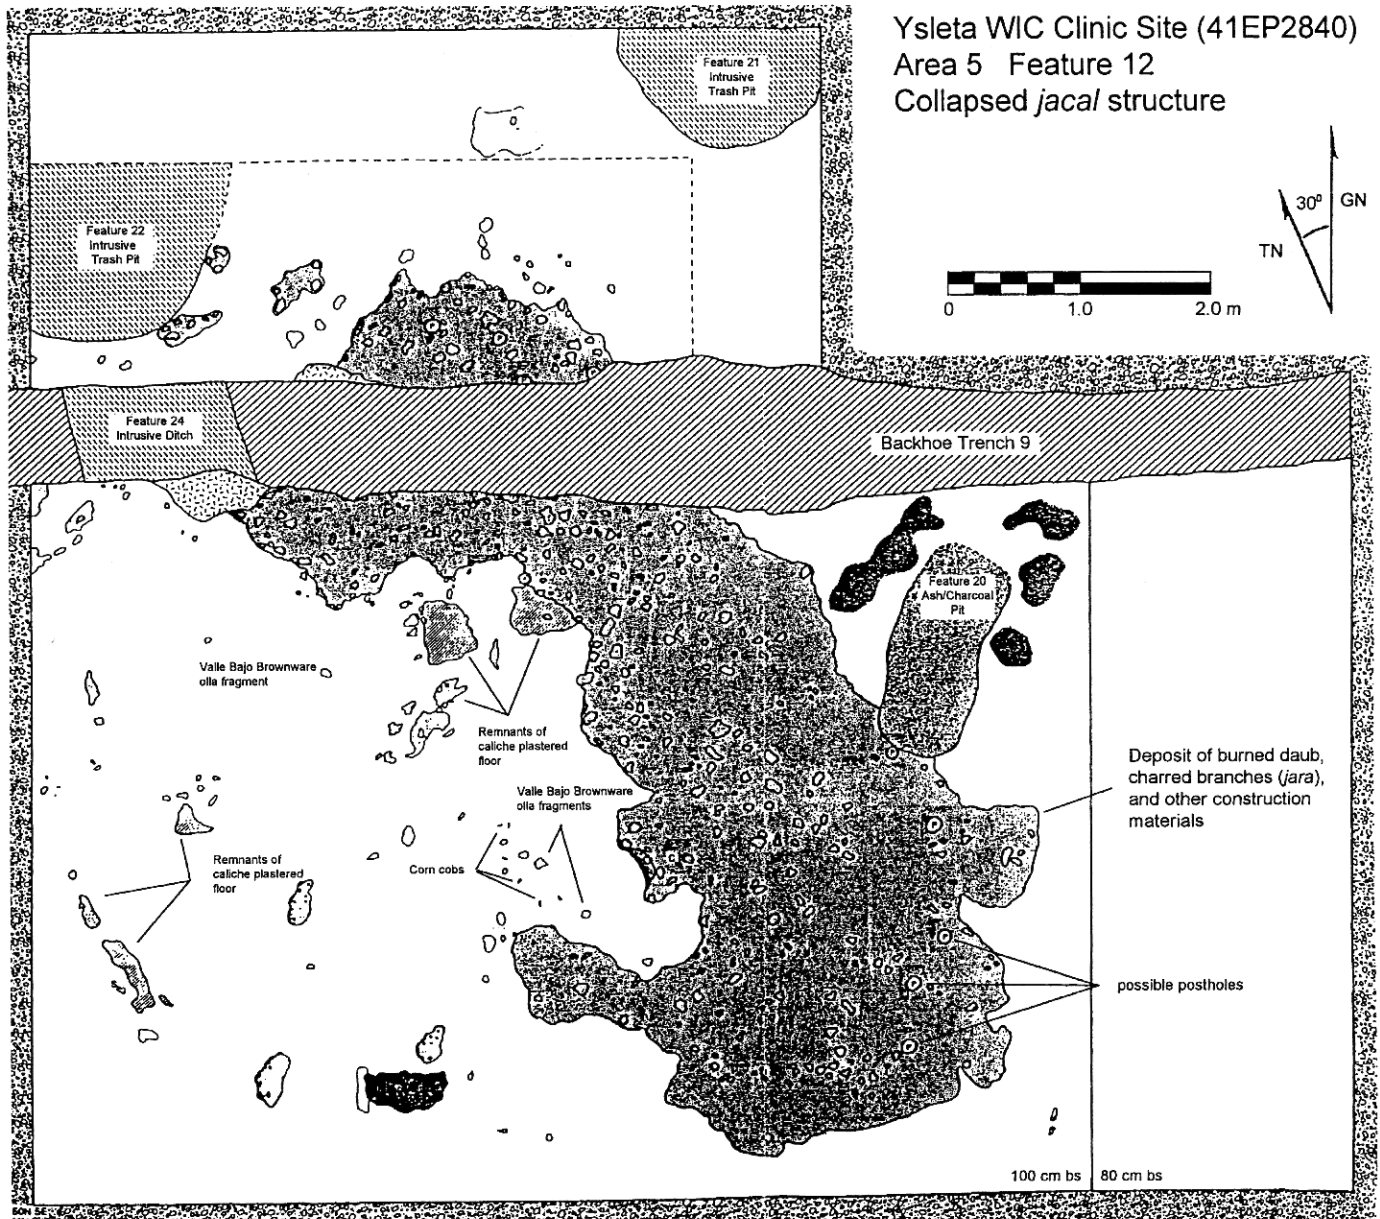 Ysleta WIC Clinic Site (41EP2840)
Area 5 Feature 12
Collapsed jacal structure
Feature 21
Intrusive
Trash Pit
30º
GN
TN
0
1.0
2.0 m
Feature 22
Intrusive
Trash Pit
Feature 24
Intrusive Ditch
Backhoe Trench 9
Feature 20
Ash/Charcoal
Pit
Valle Bajo Brownware
olla fragment
Remnants of
caliche plastered
floor
Valle Bajo Brownware
olla fragments
Deposit of burned daub,
charred branches (jara),
and other construction
materials
Remnants of
caliche plastered
floor
Corn cobs
possible postholes
100 cm bs
80 cm bs